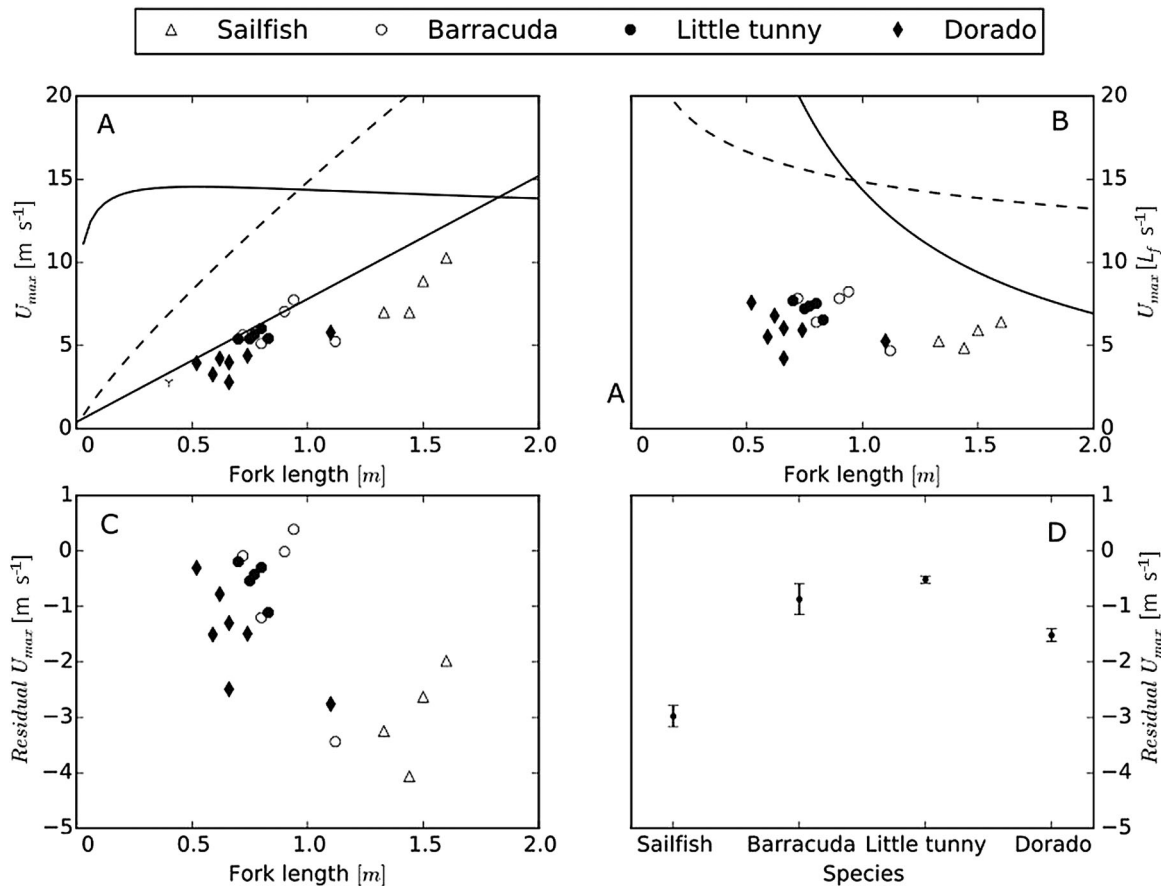 Sailfish Barracuda Little tunny Dorado
A
20
15
10
5
0
U_max [m s⁻¹]
0 0.5 1.0 1.5 2.0
Fork length [m]
B
20
15
10
5
0
U_max [L_f s⁻¹]
A
0 0.5 1.0 1.5 2.0
Fork length [m]
C
1
0
−1
−2
−3
−4
−5
Residual U_max [m s⁻¹]
0 0.5 1.0 1.5 2.0
Fork length [m]
D
1
0
−1
−2
−3
−4
−5
Residual U_max [m s⁻¹]
Sailfish Barracuda Little tunny Dorado
Species